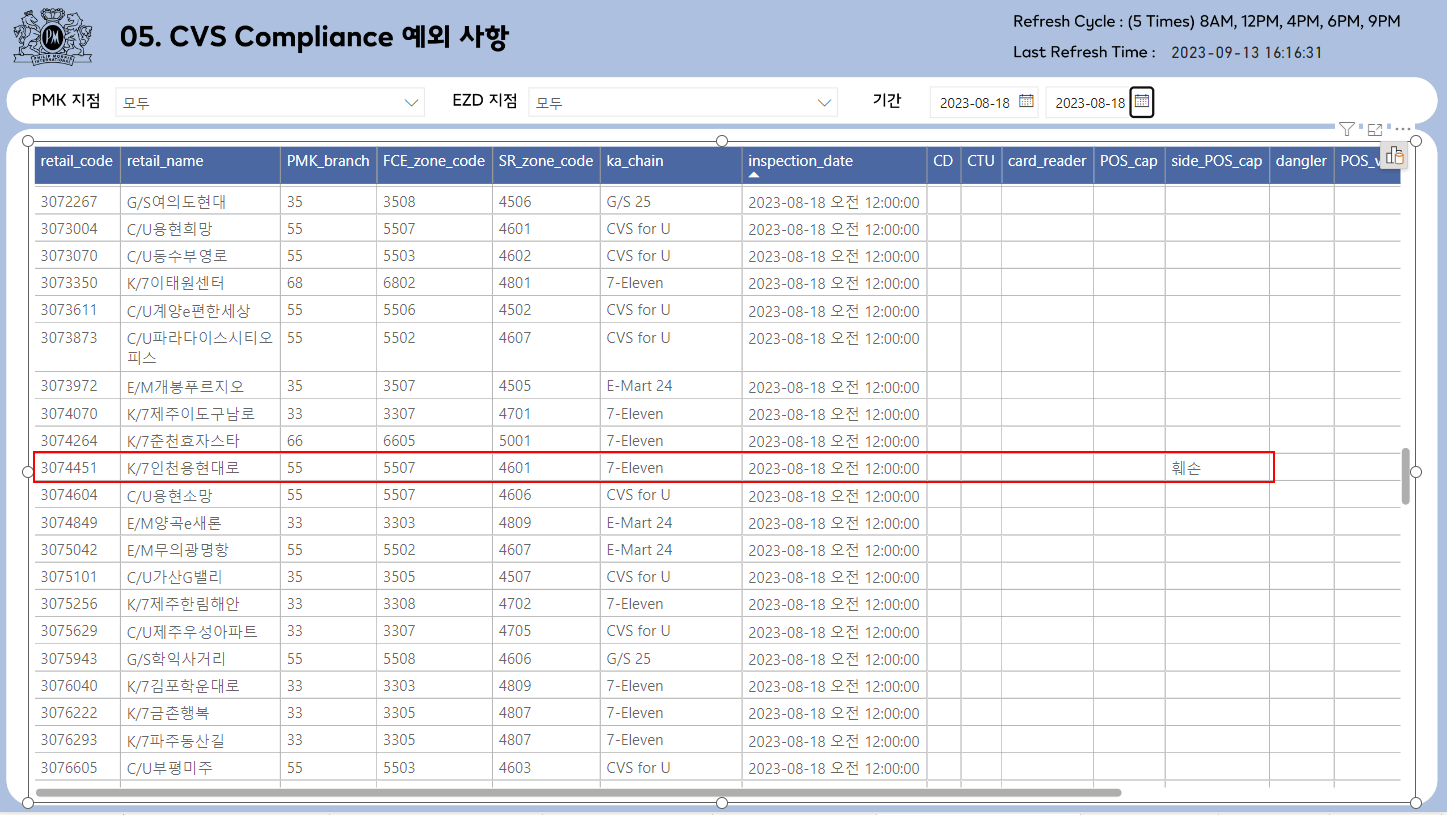 05. CVS Compliance 예외 사항
Refresh Cycle : (5 Times) 8AM, 12PM, 4PM, 6PM, 9PM
Last Refresh Time : 2023-09-13 16:16:31
PMK 지점 모두 EZD 지점 모두 기간 2023-08-18 2023-08-18
retail_code retail_name PMK_branch FCE_zone_code SR_zone_code ka_chain inspection_date CD CTU card_reader POS_cap side_POS_cap dangler
3072267 G/S여의도현대 35 3508 4506 G/S 25 2023-08-18 오전 12:00:00
3073004 C/U용현희망 55 5507 4601 CVS for U 2023-08-18 오전 12:00:00
3073070 C/U동수부영로 55 5503 4602 CVS for U 2023-08-18 오전 12:00:00
3073350 K/7이태원센터 68 6802 4801 7-Eleven 2023-08-18 오전 12:00:00
3073611 C/U계양e편한세상 55 5506 4502 CVS for U 2023-08-18 오전 12:00:00
3073873 C/U파라다이스시티오 55 5502 4607 CVS for U 2023-08-18 오전 12:00:00
피스
3073972 E/M개봉푸르지오 35 3507 4505 E-Mart 24 2023-08-18 오전 12:00:00
3074070 K/7제주이도구남로 33 3307 4701 7-Eleven 2023-08-18 오전 12:00:00
3074264 K/7춘천효자스타 66 6605 5001 7-Eleven 2023-08-18 오전 12:00:00
3074451 K/7인천용현대로 55 5507 4601 7-Eleven 2023-08-18 오전 12:00:00 훼손
3074604 C/U용현소망 55 5507 4606 CVS for U 2023-08-18 오전 12:00:00
3074849 E/M양곡e새론 33 3303 4809 E-Mart 24 2023-08-18 오전 12:00:00
3075042 E/M무의광명항 55 5502 4607 E-Mart 24 2023-08-18 오전 12:00:00
3075101 C/U가산G밸리 35 3505 4507 CVS for U 2023-08-18 오전 12:00:00
3075256 K/7제주한림해안 33 3308 4702 7-Eleven 2023-08-18 오전 12:00:00
3075629 C/U제주우성아파트 33 3307 4705 CVS for U 2023-08-18 오전 12:00:00
3075943 G/S학익사거리 55 5508 4606 G/S 25 2023-08-18 오전 12:00:00
3076040 K/7김포학운대로 33 3303 4809 7-Eleven 2023-08-18 오전 12:00:00
3076222 K/7금촌행복 33 3305 4807 7-Eleven 2023-08-18 오전 12:00:00
3076293 K/7파주동산길 33 3305 4807 7-Eleven 2023-08-18 오전 12:00:00
3076605 C/U부평미주 55 5503 4603 CVS for U 2023-08-18 오전 12:00:00